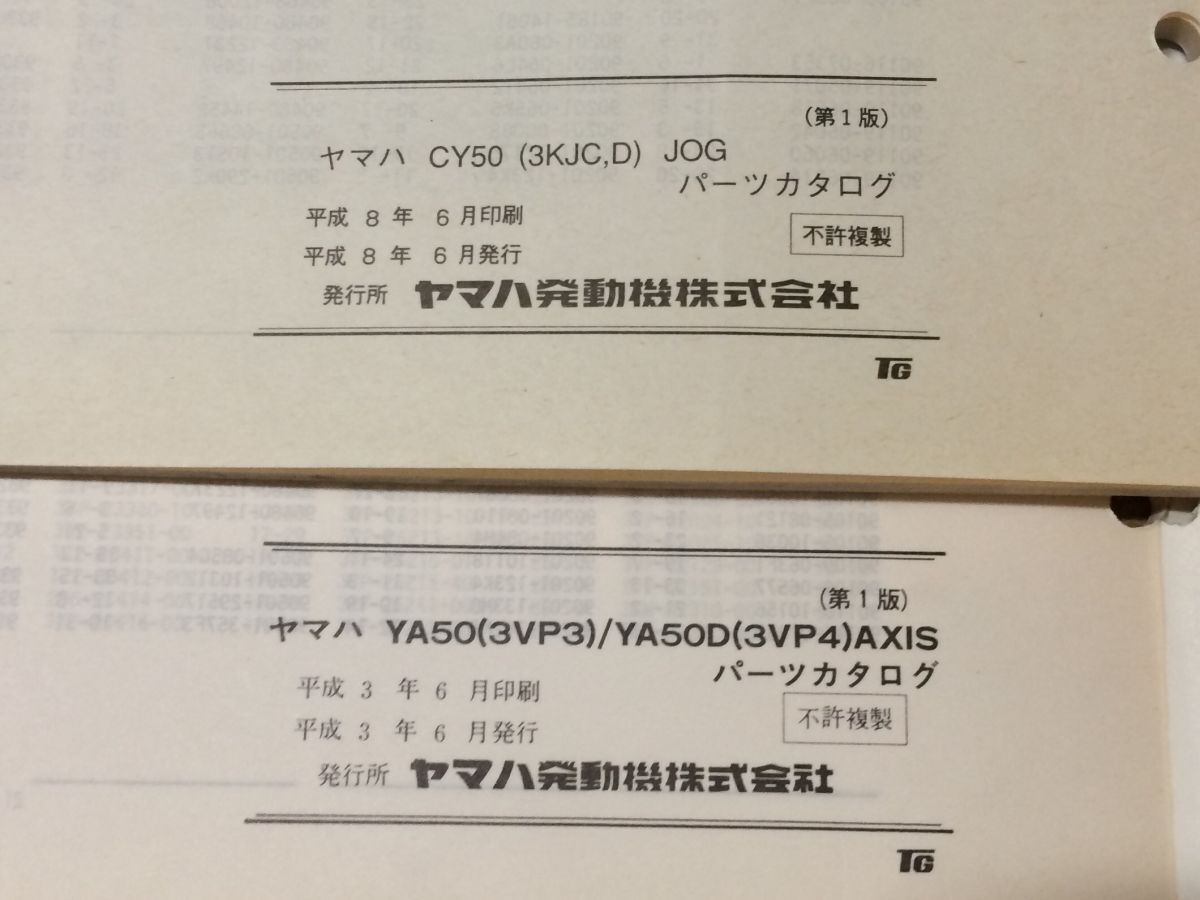 (第1版)
ヤマハ CY50 (3KJC,D) JOG
パーツカタログ
平成 8 年 6 月印刷
不許複製
平成 8 年 6 月発行
発行所 ヤマハ発動機株式会社
TG
(第1版)
ヤマハ YA50(3VP3)/YA50D(3VP4)AXIS
パーツカタログ
平成 3 年 6 月印刷
不許複製
平成 3 年 6 月発行
発行所 ヤマハ発動機株式会社
TG